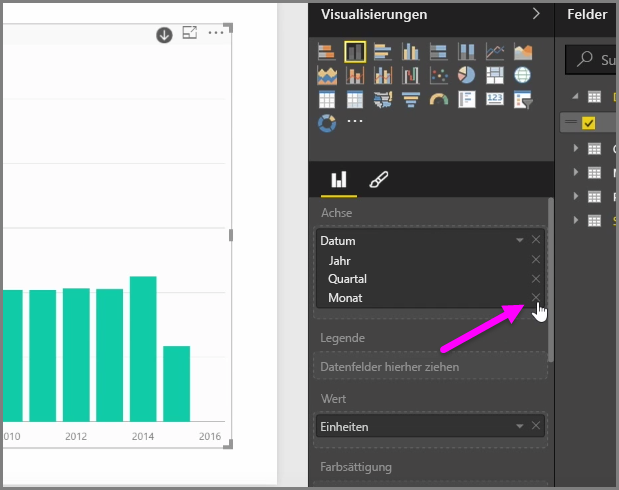 Visualisierungen
Felder
Su
123
Achse
Datum
Jahr
Quartal
Monat
Legende
Datenfelder hierher ziehen
Wert
Einheiten
Farbsättigung
010 2012 2014 2016